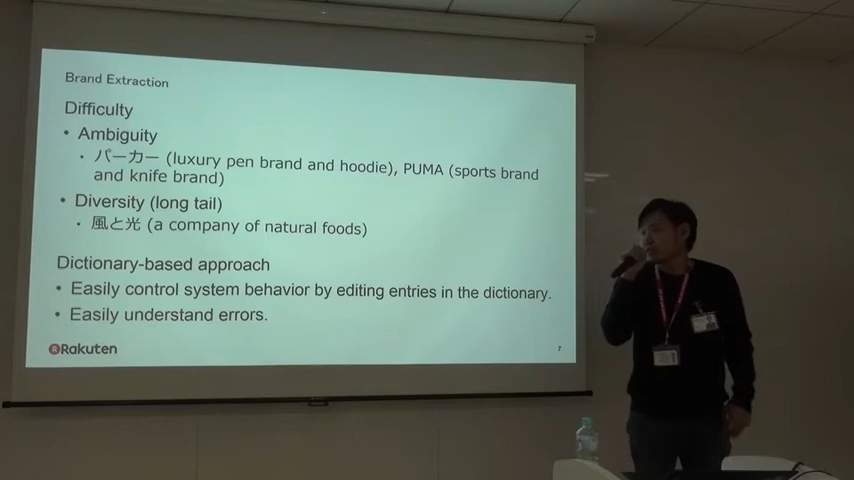 Brand Extraction
Difficulty
• Ambiguity
・ パーカー (luxury pen brand and hoodie), PUMA (sports brand
and knife brand)
• Diversity (long tail)
・ 風と光 (a company of natural foods)
Dictionary-based approach
• Easily control system behavior by editing entries in the dictionary.
• Easily understand errors.
R Rakuten
7